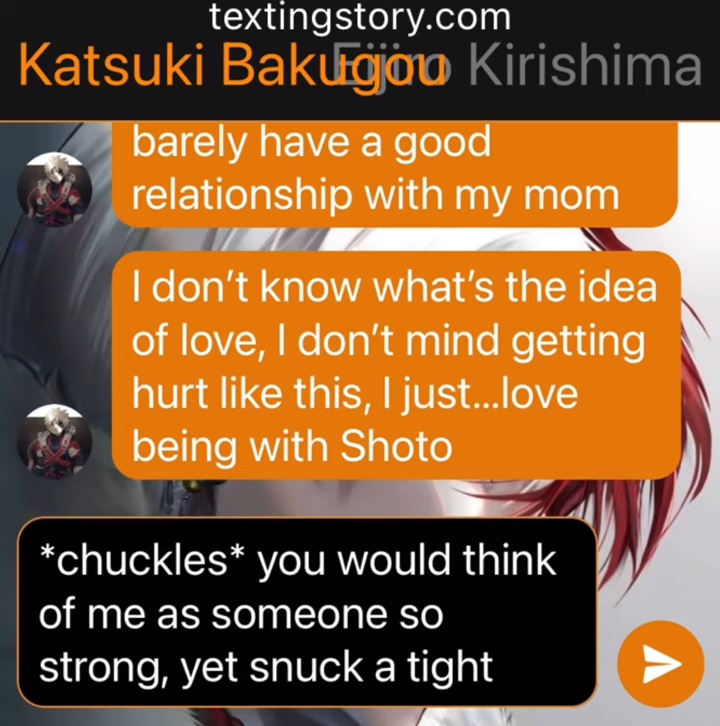 textingstory.com
Katsuki Bakugou Eijiro Kirishima
barely have a good
relationship with my mom
I don’t know what’s the idea
of love, I don’t mind getting
hurt like this, I just...love
being with Shoto
*chuckles* you would think
of me as someone so
strong, yet snuck a tight